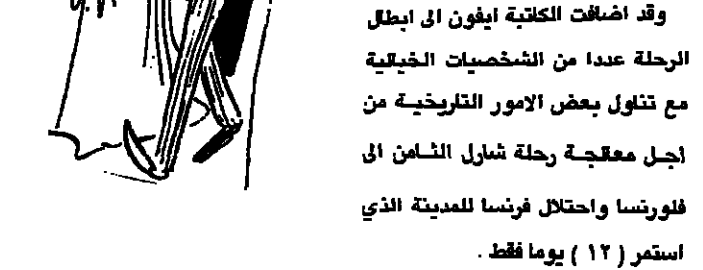 وقد اضافت الكاتبة ايفون الى ابطال
الرحلة عددا من الشخصيات الخيالية
مع تناول بعض الامور التاريخية من
اجل معالجة رحلة شارل الثامن الى
فلورنسا واحتلال فرنسا للمدينة الذي
استمر ( ١٢ ) يوما فقط .